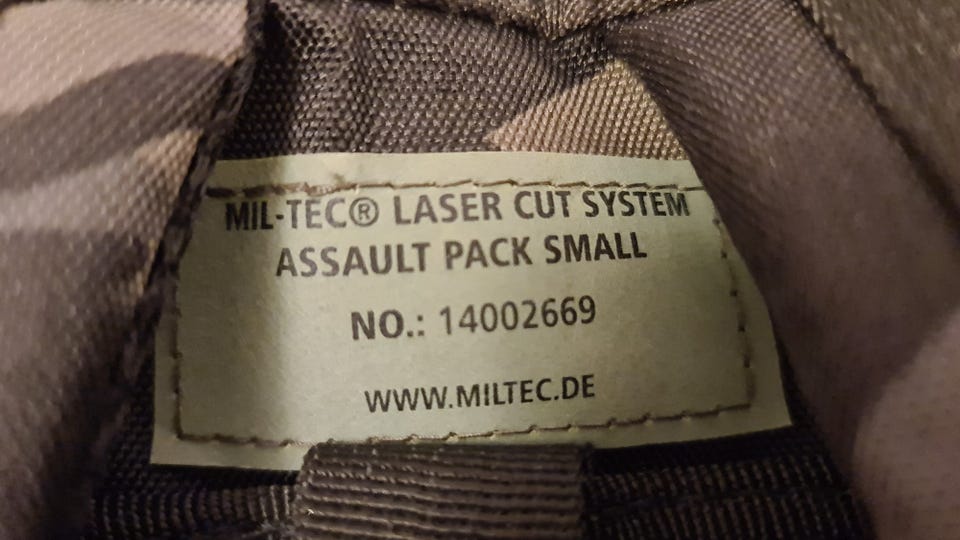 MIL-TEC® LASER CUT SYSTEM
ASSAULT PACK SMALL
NO.: 14002669
WWW.MILTEC.DE